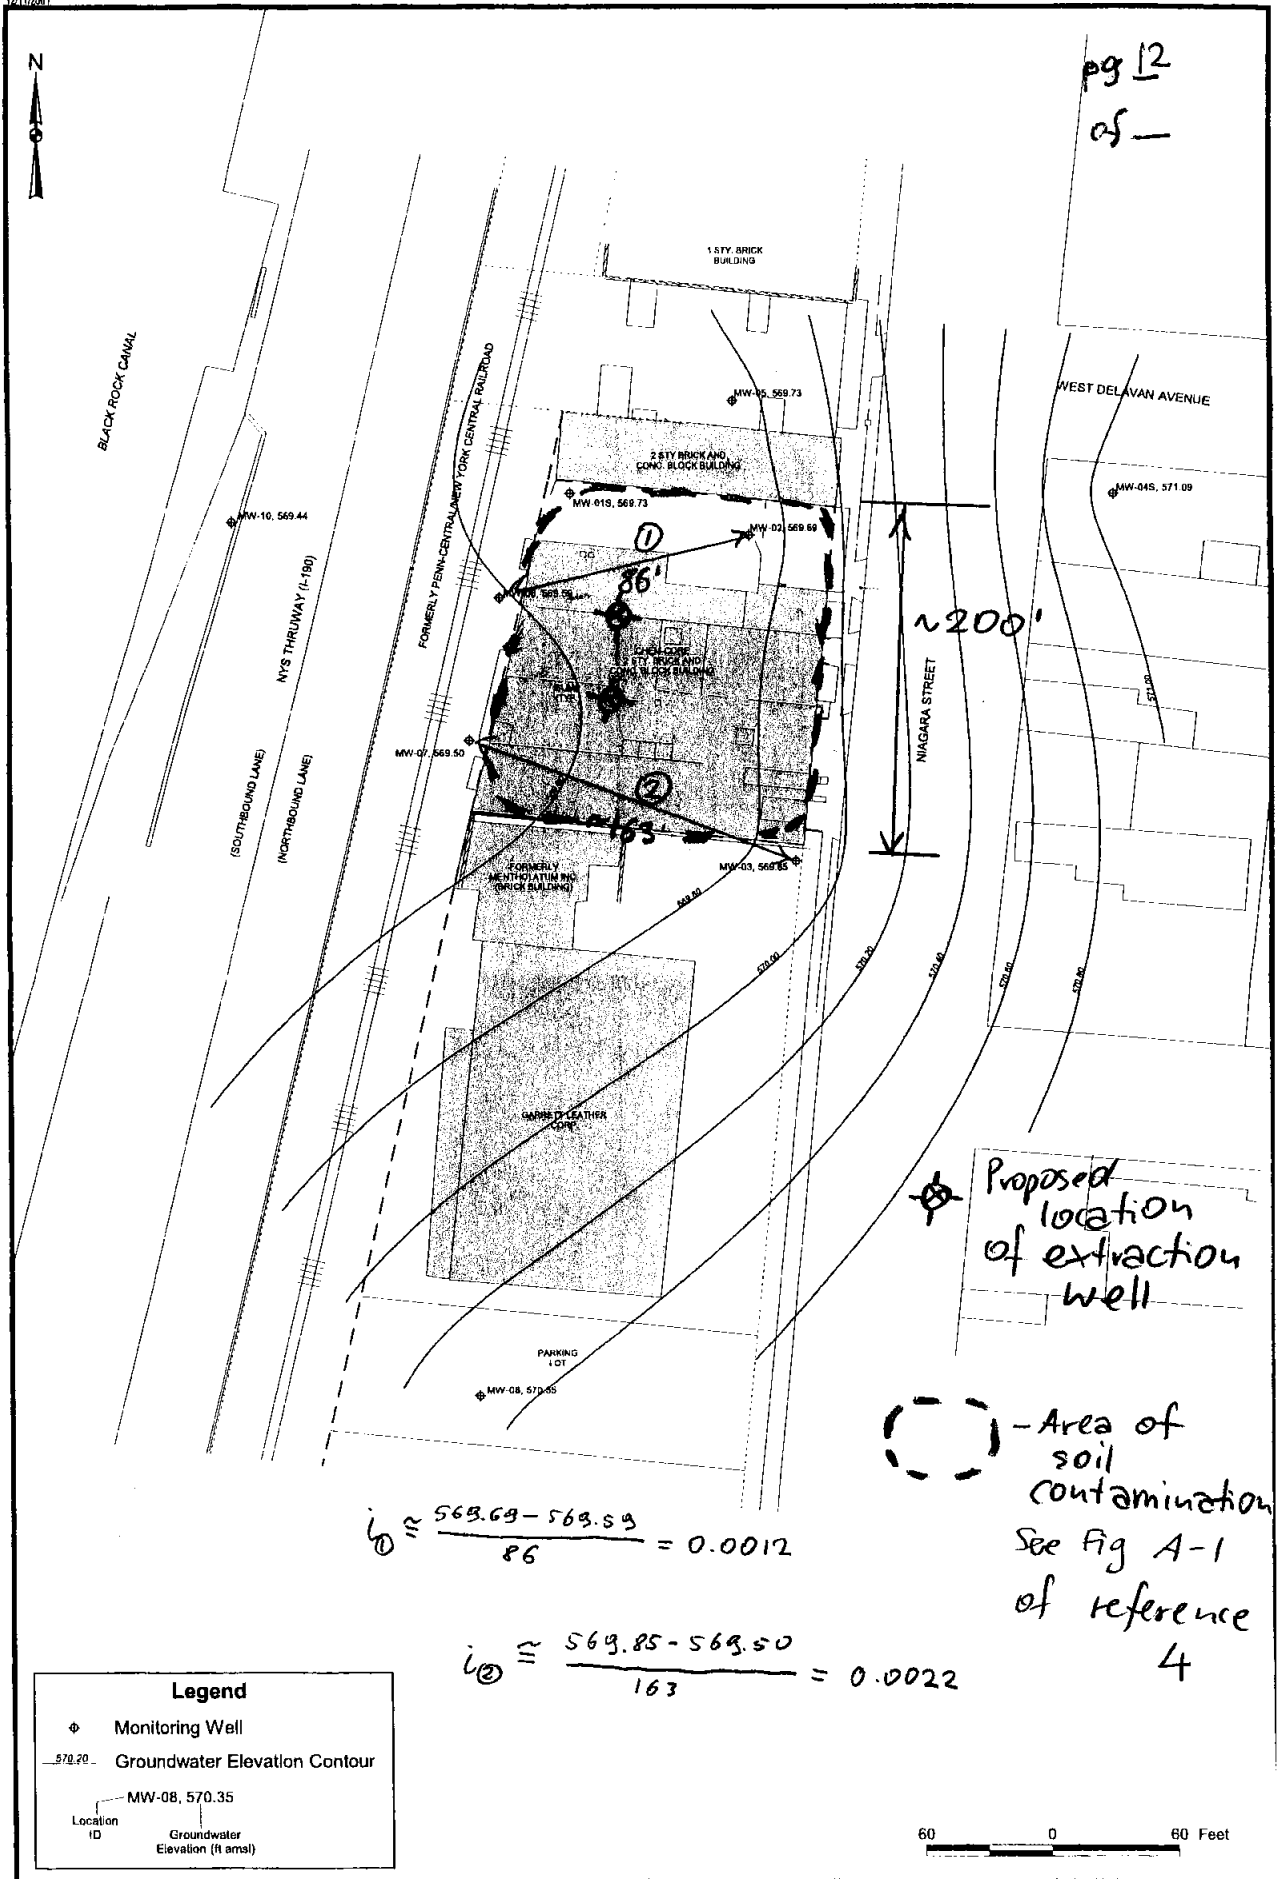 12/11/2007
pg 12
of —
N
1 STY. BRICK
BUILDING
BLACK ROCK CANAL
FORMERLY PENN-CENTRAL/NEW YORK CENTRAL RAILROAD
WEST DELAVAN AVENUE
MW-05, 569.73
2 STY BRICK AND
CONC. BLOCK BUILDING
MW-04S, 571.09
MW-01S, 569.73
MW-10, 569.44
MW-02, 569.69
①
86'
NYS THRUWAY (I-190)
~200'
2 STY. BRICK AND
CONC. BLOCK BUILDING
NIAGARA STREET
571.00
MW-07, 569.50
(SOUTHBOUND LANE)
(NORTHBOUND LANE)
②
163'
MW-03, 569.85
FORMERLY
MENTHOLATUM INC
(BRICK BUILDING)
569.80
570.00
570.20
570.40
570.60
570.80
GARRETT LEATHER
CORP.
Proposed
location
of extraction
well
PARKING
LOT
MW-08, 570.35
- Area of
soil
contamination
See Fig A-1
of reference
4
i① ≅ 569.69 - 569.59 / 86 = 0.0012
i② ≅ 569.85 - 569.50 / 163 = 0.0022
Legend
Monitoring Well
570.20 Groundwater Elevation Contour
MW-08, 570.35
Location
ID
Groundwater
Elevation (ft amsl)
60 0 60 Feet